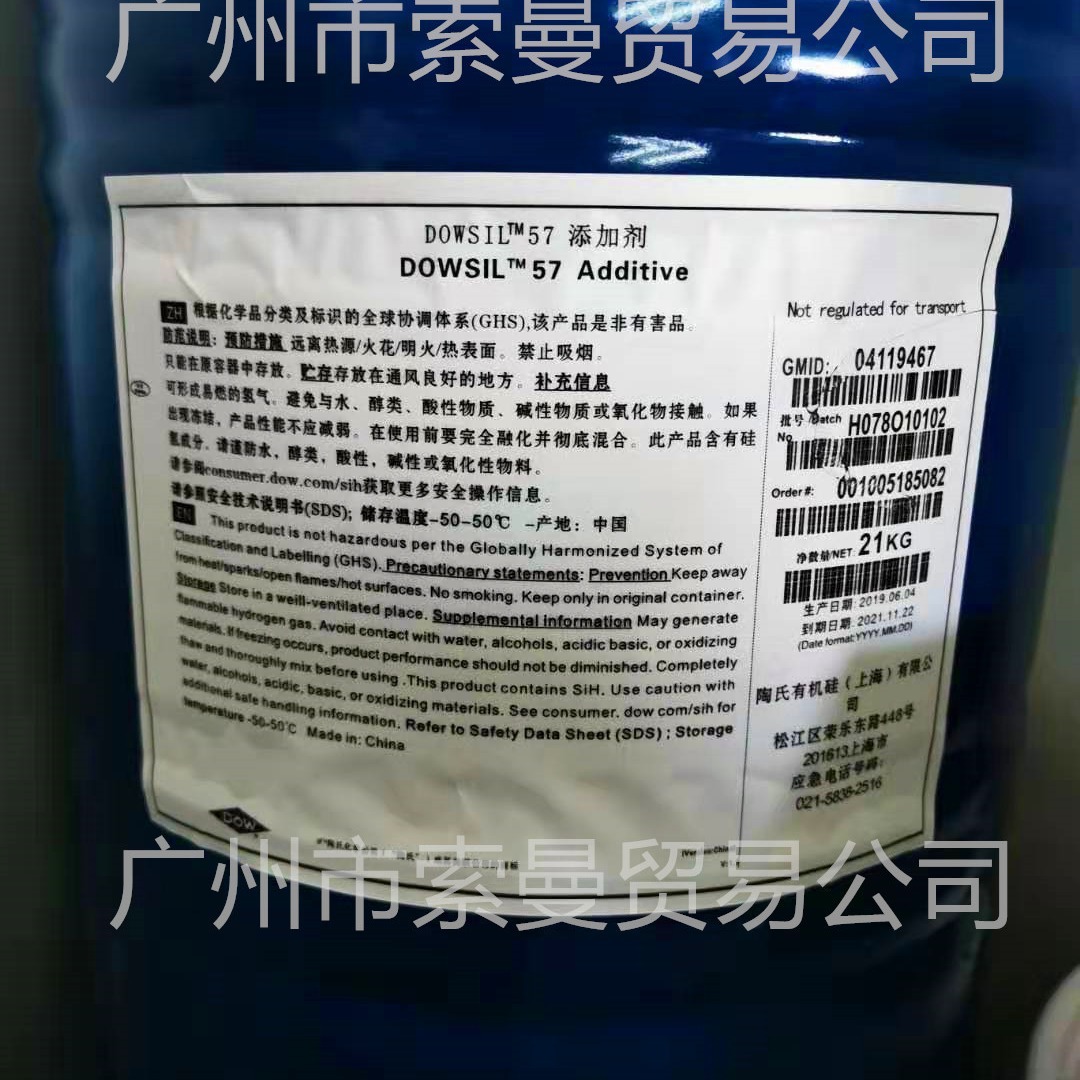 广州市索曼贸易公司
DOWSIL™57 添加剂
DOWSIL™57 Additive
ZH 根据化学品分类及标识的全球协调体系(GHS),该产品是非有害品。
防范说明: 预防措施 远离热源/火花/明火/热表面。禁止吸烟。
只能在原容器中存放。贮存存放在通风良好的地方。补充信息
可形成易燃的氢气。避免与水、醇类、酸性物质、碱性物质或氧化物接触。如果
出现冻结，产品性能不应减弱。在使用前要完全融化并彻底混合。此产品含有硅
氢成分。请谨防水，醇类，酸性，碱性或氧化性物料。
请参阅consumer.dow.com/sih获取更多安全操作信息。
请参照安全技术说明书(SDS); 储存温度-50-50℃ -产地：中国
EN This product is not hazardous per the Globally Harmonized System of
Classification and Labelling (GHS). Precautionary statements: Prevention Keep away
from heat/sparks/open flames/hot surfaces. No smoking. Keep only in original container.
Storage Store in a weill-ventilated place. Supplemental information May generate
flammable hydrogen gas. Avoid contact with water, alcohols, acidic basic, or oxidizing
materials. If freezing occurs, product performance should not be diminished. Completely
thaw and thoroughly mix before using .This product contains SiH. Use caution with
water, alcohols, acidic, basic, or oxidizing materials. See consumer. dow com/sih for
additional safe handling information. Refer to Safety Data Sheet (SDS) ; Storage
temperature -50-50℃ Made in: China
Not regulated for transport
GMID: 04119467
批号/Batch No H078O10102
Order#: 001005185082
净数量/NET 21KG
生产日期: 2019.06.04
到期日期: 2021.11.22
(Date format:YYYY.MM.DD)
陶氏有机硅（上海）有限公
司
松江区荣乐东路448号
201613上海市
应急电话号码:
021-5838-2516
DOW
广州市索曼贸易公司